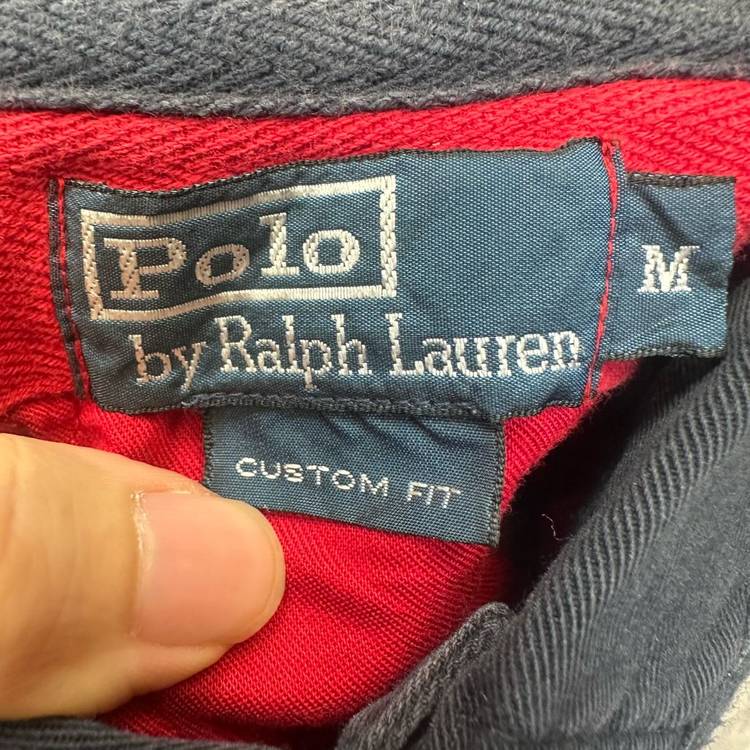 Polo
by Ralph Lauren
M
CUSTOM FIT